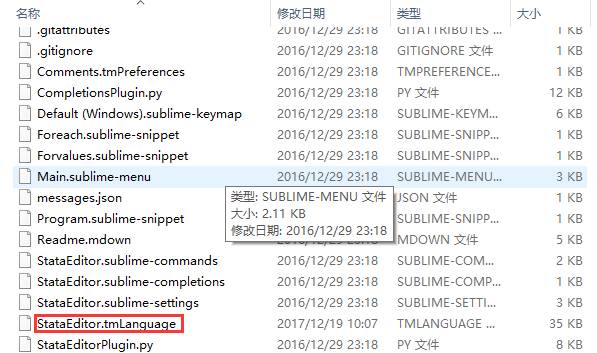 名称 修改日期 类型 大小
.gitattributes 2016/12/29 23:18 GITATTRIBUTES ... 1 KB
.gitignore 2016/12/29 23:18 GITIGNORE 文件 1 KB
Comments.tmPreferences 2016/12/29 23:18 TMPREFERENCE... 1 KB
CompletionsPlugin.py 2016/12/29 23:18 PY 文件 12 KB
Default (Windows).sublime-keymap 2016/12/29 23:18 SUBLIME-KEYM... 6 KB
Foreach.sublime-snippet 2016/12/29 23:18 SUBLIME-SNIPP... 1 KB
Forvalues.sublime-snippet 2016/12/29 23:18 SUBLIME-SNIPP... 1 KB
Main.sublime-menu 2016/12/29 23:18 SUBLIME-MENU... 3 KB
messages.json JSON 文件 1 KB
类型: SUBLIME-MENU 文件
大小: 2.11 KB
修改日期: 2016/12/29 23:18
Program.sublime-snippet SUBLIME-SNIPP... 1 KB
Readme.mdown MDOWN 文件 3 KB
StataEditor.sublime-commands 2016/12/29 23:18 SUBLIME-COM... 2 KB
StataEditor.sublime-completions 2016/12/29 23:18 SUBLIME-COM... 2 KB
StataEditor.sublime-settings 2016/12/29 23:18 SUBLIME-SETTI... 3 KB
StataEditor.tmLanguage 2017/12/19 10:07 TMLANGUAGE ... 35 KB
StataEditorPlugin.py 2016/12/29 23:18 PY 文件 8 KB